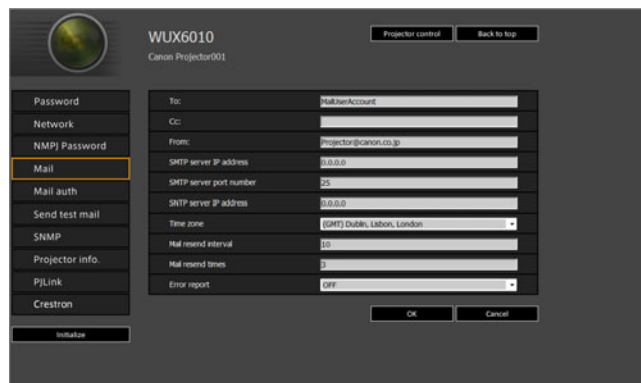 WUX6010
Canon Projector001
Projector control
Back to top
Password
Network
NMPJ Password
Mail
Mail auth
Send test mail
SNMP
Projector info.
PJLink
Crestron
Initialize
To: MailUserAccount
Cc:
From: Projector@canon.co.jp
SMTP server IP address 0.0.0.0
SMTP server port number 25
SNTP server IP address 0.0.0.0
Time zone (GMT) Dublin, Lisbon, London
Mail resend interval 10
Mail resend times 3
Error report OFF
OK
Cancel